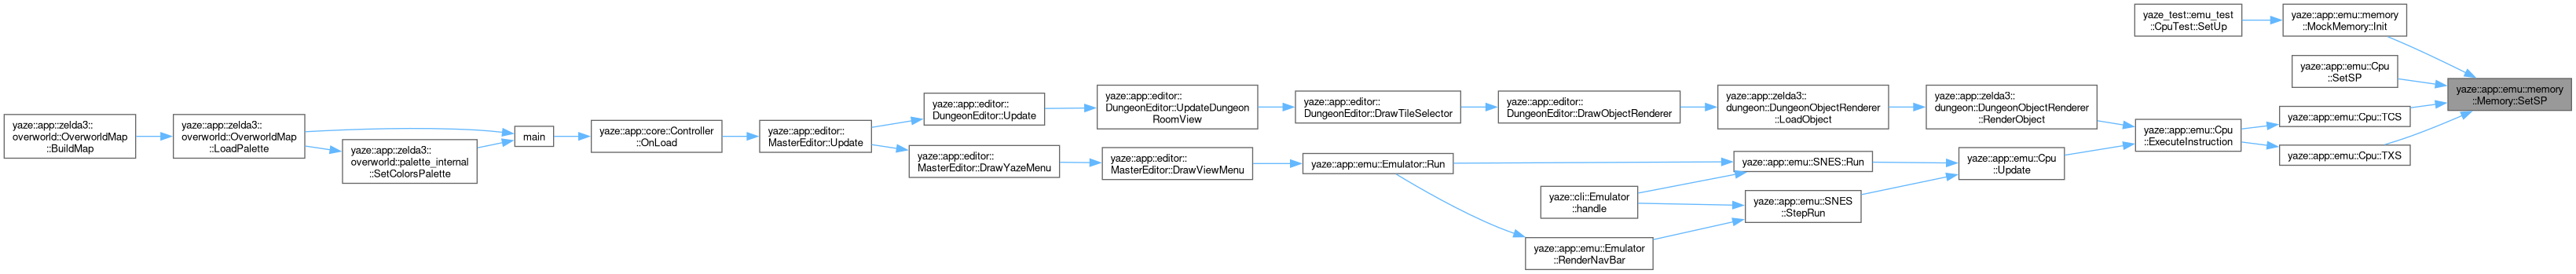 yaze::app::zelda3::
overworld::OverworldMap
::BuildMap
yaze::app::zelda3::
overworld::OverworldMap
::LoadPalette
yaze::app::zelda3::
overworld::palette_internal
::SetColorsPalette
main
yaze::app::core::Controller
::OnLoad
yaze::app::editor::
MasterEditor::Update
yaze::app::editor::
DungeonEditor::Update
yaze::app::editor::
MasterEditor::DrawYazeMenu
yaze::app::editor::
DungeonEditor::UpdateDungeon
RoomView
yaze::app::editor::
MasterEditor::DrawViewMenu
yaze::app::editor::
DungeonEditor::DrawTileSelector
yaze::app::emu::Emulator::Run
yaze::app::editor::
DungeonEditor::DrawObjectRenderer
yaze::cli::Emulator
::handle
yaze::app::emu::Emulator
::RenderNavBar
yaze::app::zelda3::
dungeon::DungeonObjectRenderer
::LoadObject
yaze::app::emu::SNES::Run
yaze::app::emu::SNES
::StepRun
yaze::app::zelda3::
dungeon::DungeonObjectRenderer
::RenderObject
yaze::app::emu::Cpu
::Update
yaze_test::emu_test
::CpuTest::SetUp
yaze::app::emu::Cpu
::ExecuteInstruction
yaze::app::emu::memory
::MockMemory::Init
yaze::app::emu::Cpu
::SetSP
yaze::app::emu::Cpu::TCS
yaze::app::emu::Cpu::TXS
yaze::app::emu::memory
::Memory::SetSP